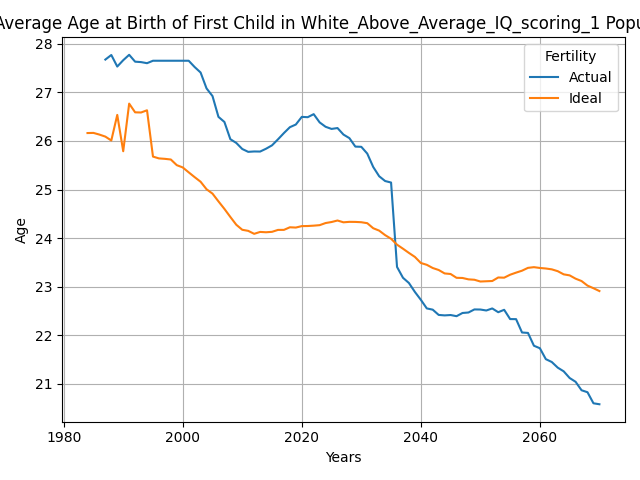 Average Age at Birth of First Child in White_Above_Average_IQ_scoring_1
Fertility
Actual
Ideal
28
27
26
25
24
23
22
21
Age
1980
2000
2020
2040
2060
Years